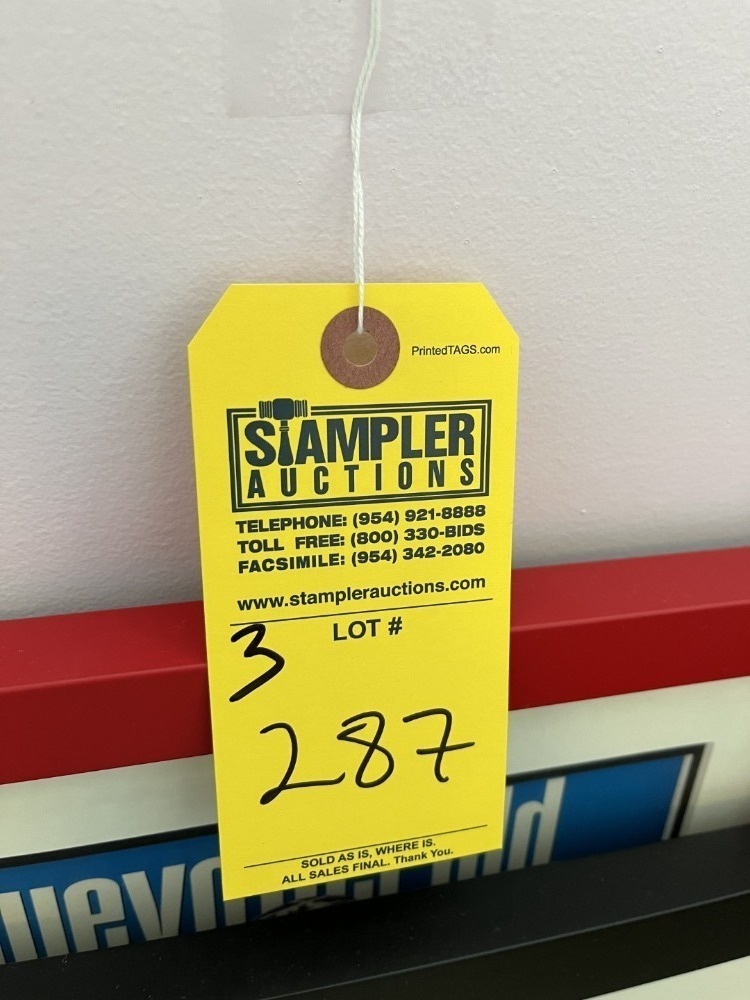 PrintedTAGS.com
STAMPLER
AUCTIONS
TELEPHONE: (954) 921-8888
TOLL FREE: (800) 330-BIDS
FACSIMILE: (954) 342-2080
www.stamplerauctions.com
LOT #
3
287
SOLD AS IS, WHERE IS.
ALL SALES FINAL. Thank You.